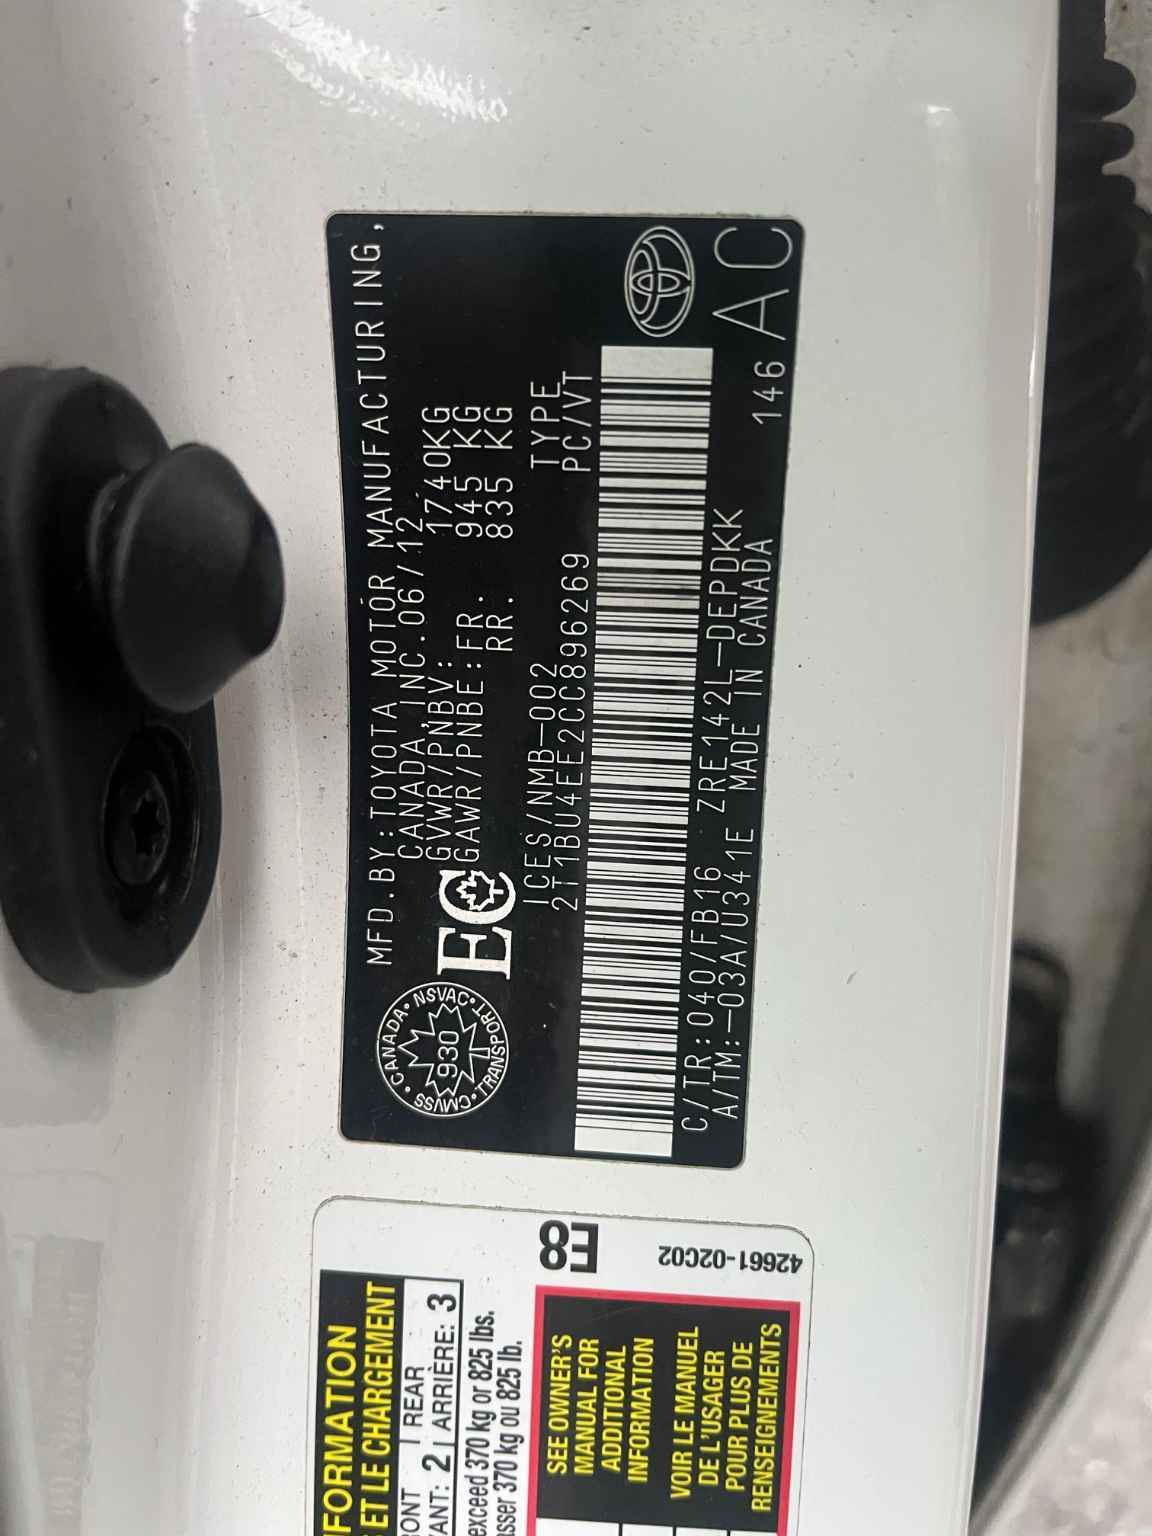 MFD.BY:TOYOTA MOTOR MANUFACTURING,
CANADA,INC.06/12
GVWR/PNBV: 1740KG
GAWR/PNBE:FR: 945 KG
RR. 835 KG
CANADA • NSVAC • TRANSPORT • CMVSS •
930
EC
ICES/NMB-002 TYPE
2T1BU4EE2CC896269 PC/VT
C/TR:040/FB16 ZRE142L-DEPDKK
A/TM:-03A/U341E MADE IN CANADA
146 AC
E8
42661-02C02
FORMATION
ET LE CHARGEMENT
REAR
VANT: 2 ARRIÈRE: 3
exceed 370 kg or 825 lbs.
370 kg ou 825 lb.
SEE OWNER'S
MANUAL FOR
ADDITIONAL
INFORMATION
VOIR LE MANUEL
DE L'USAGER
POUR PLUS DE
RENSEIGNEMENTS